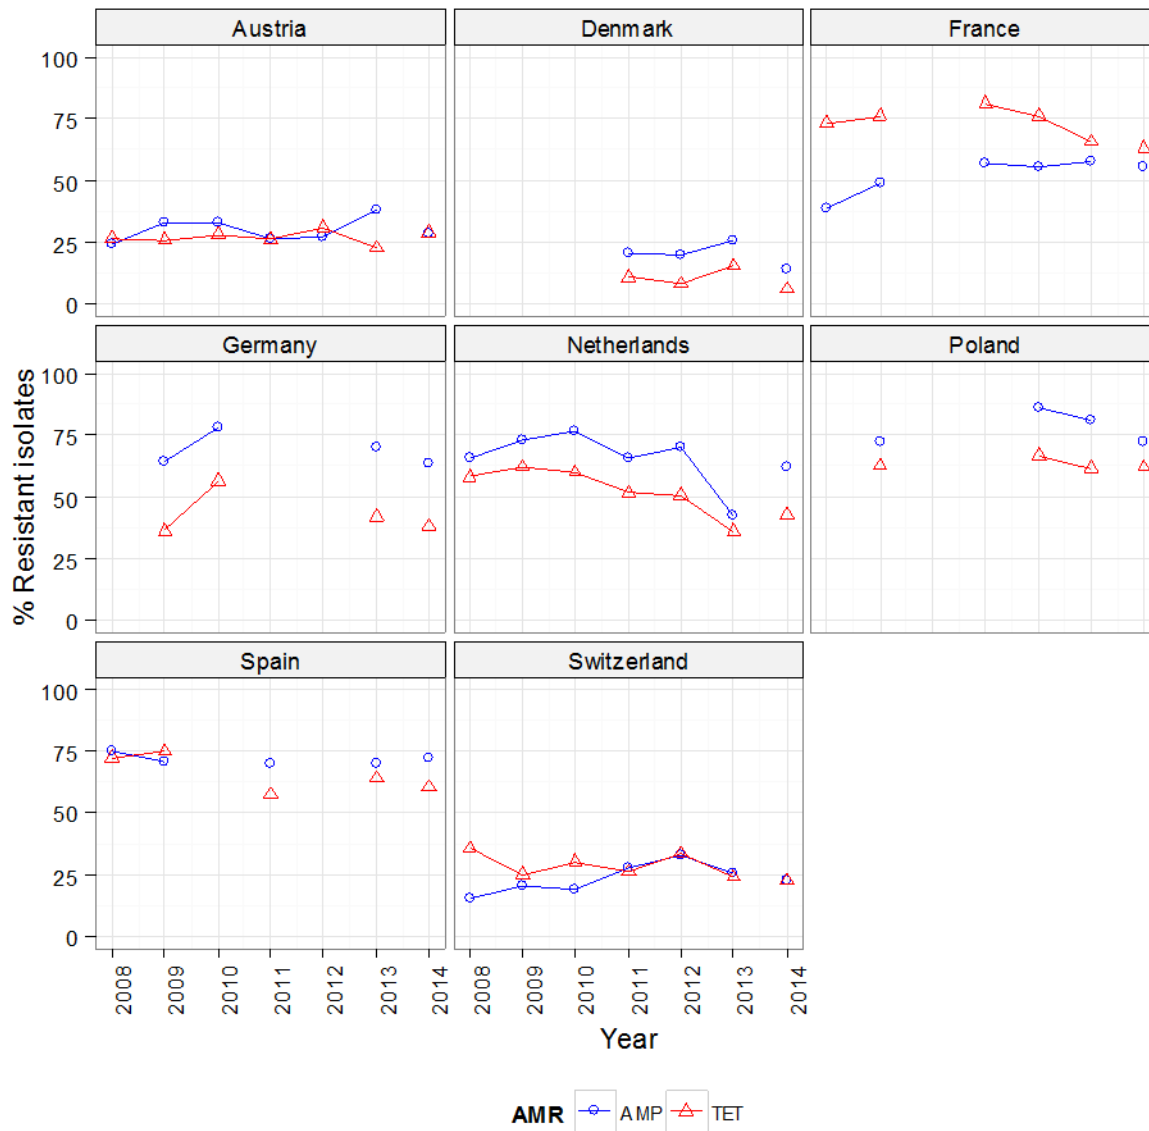 Austria Denmark France
100
75
50
25
0
Germany Netherlands Poland
100
75
50
25
0
% Resistant isolates
Spain Switzerland
100
75
50
25
0
2008 2009 2010 2011 2012 2013 2014 2008 2009 2010 2011 2012 2013 2014
Year
AMR AMP TET